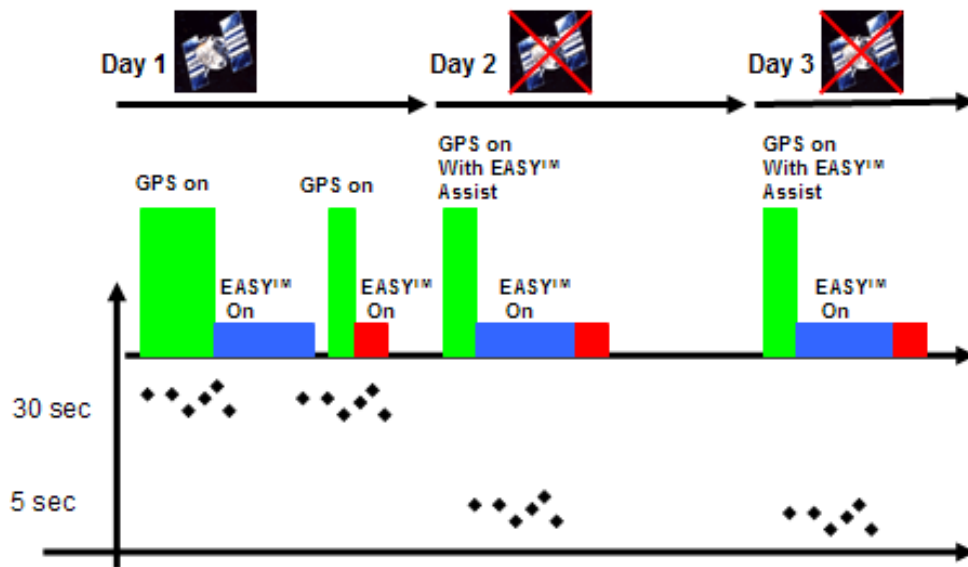 Day 1
Day 2
Day 3
GPS on
GPS on
GPS on
With EASY™
Assist
GPS on
With EASY™
Assist
EASY™
On
EASY™
On
EASY™
On
EASY™
On
30 sec
5 sec